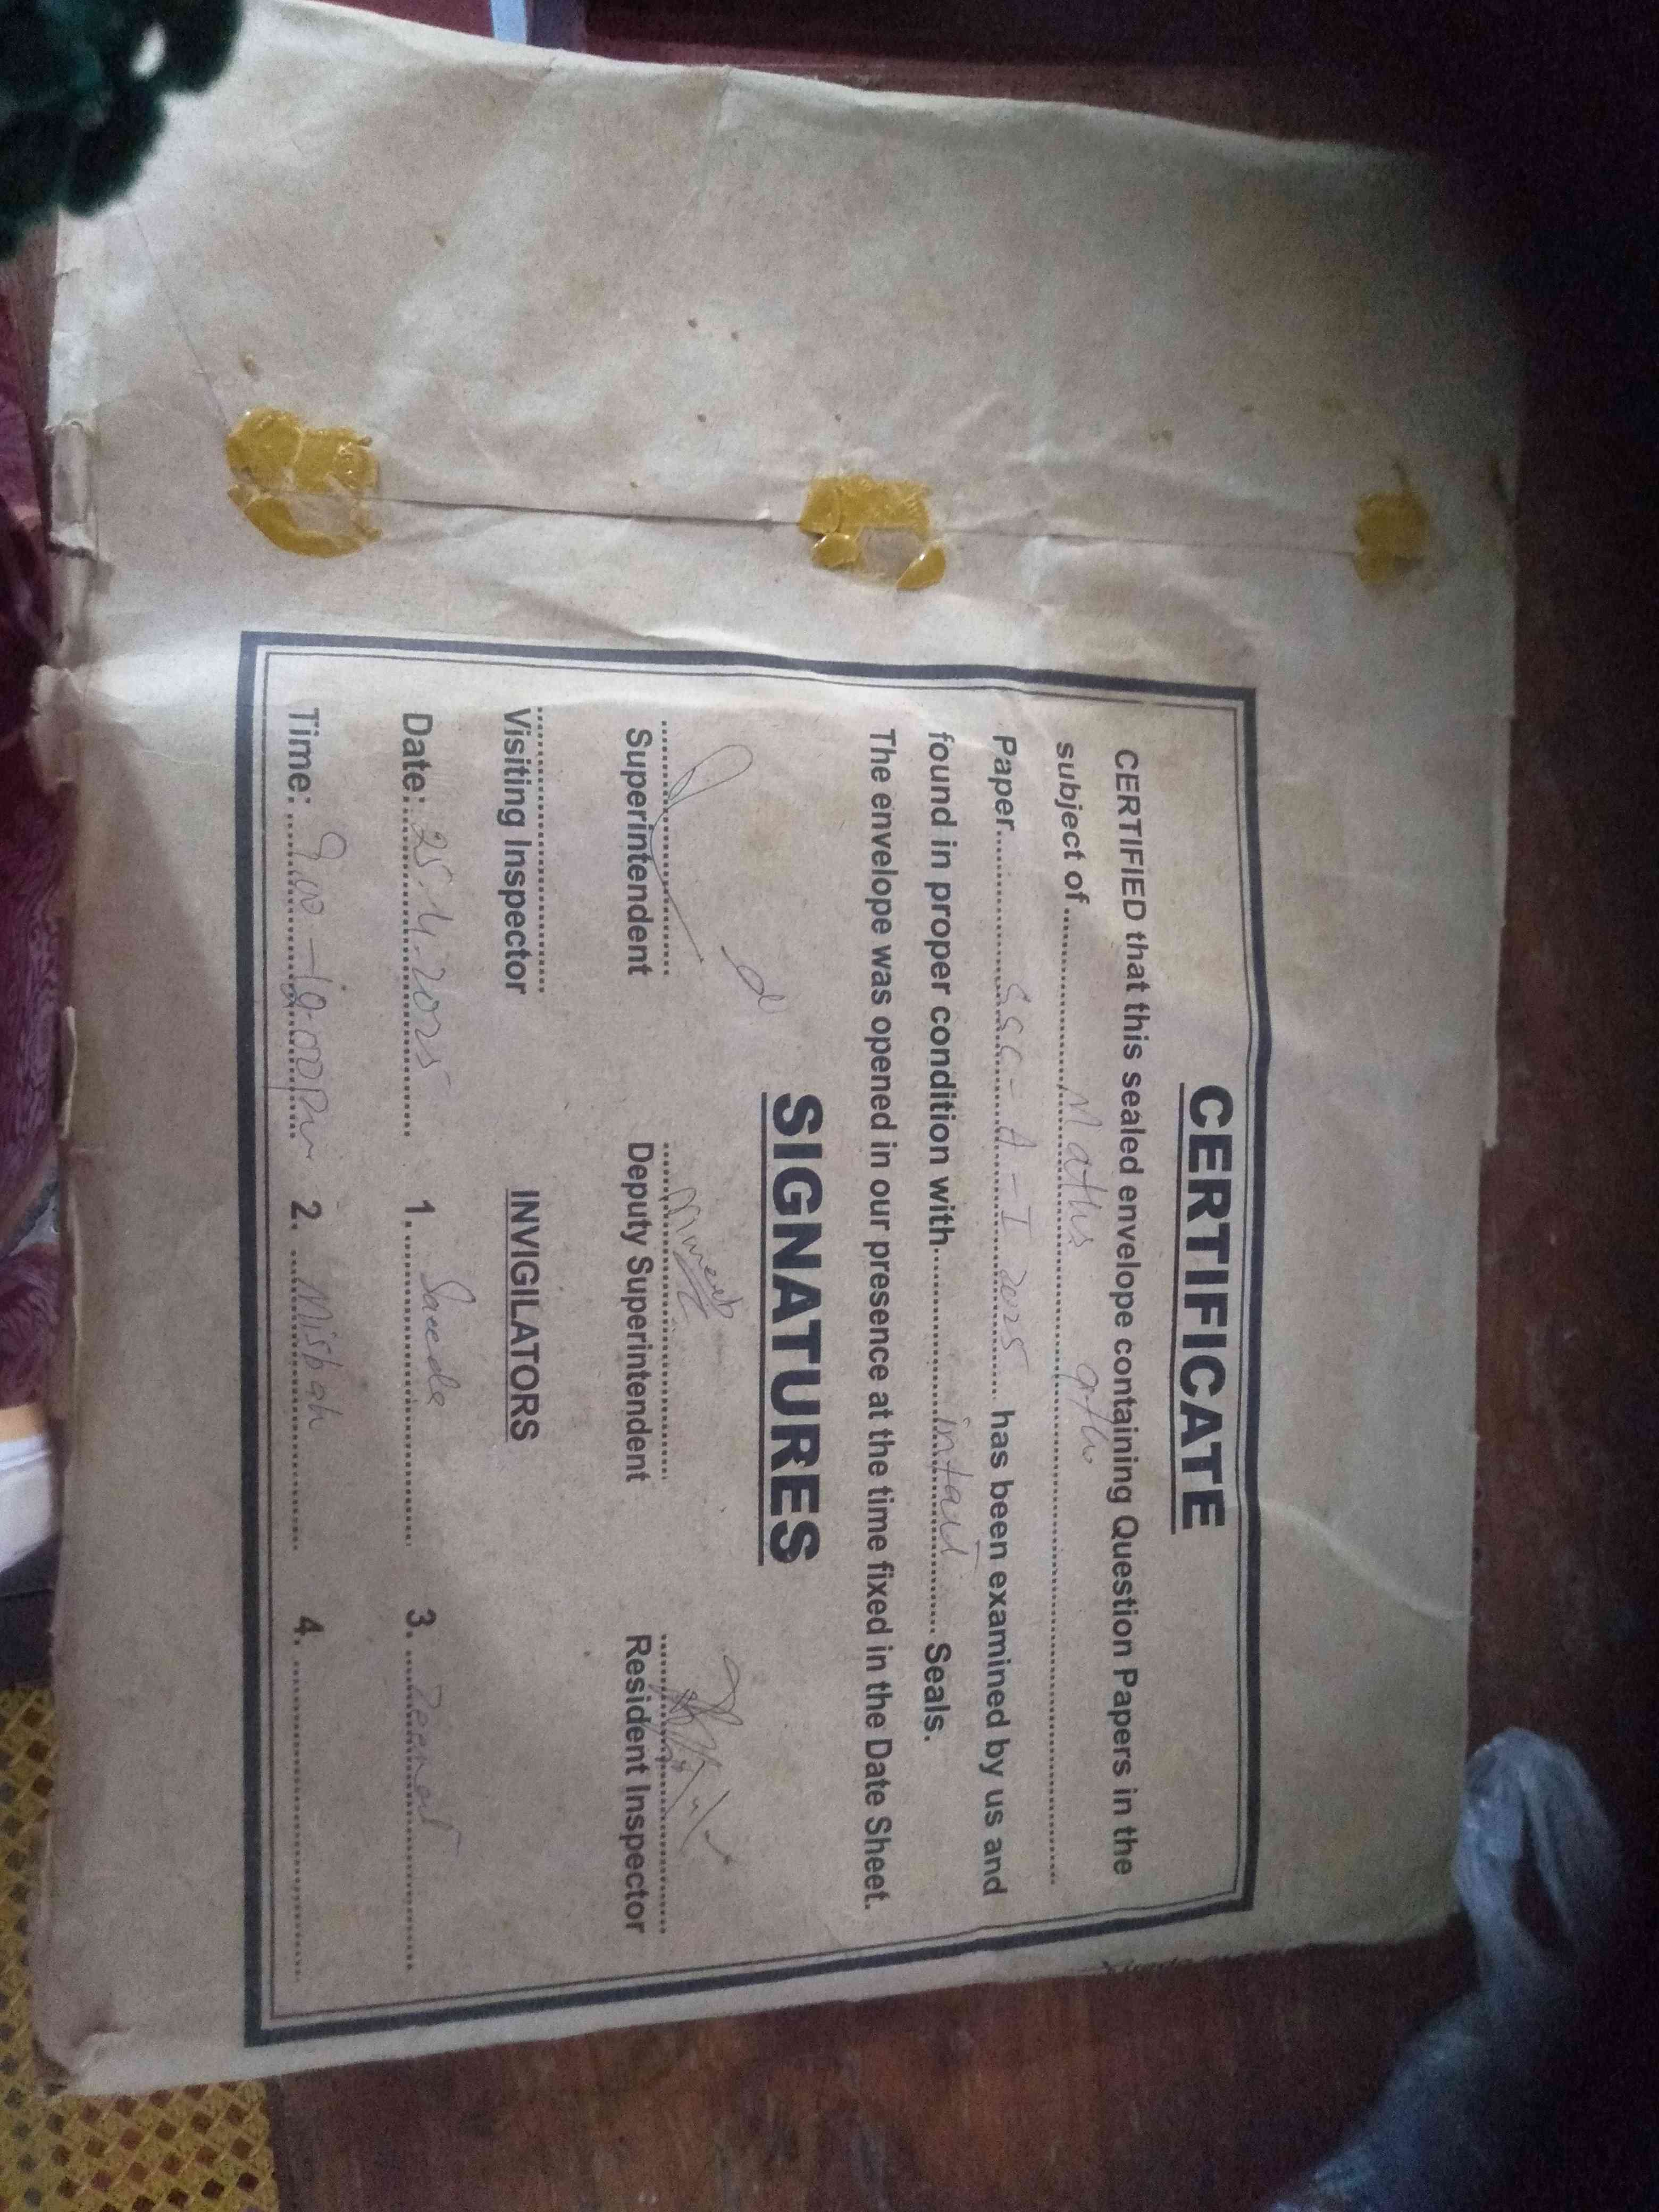 CERTIFICATE
CERTIFIED that this sealed envelope containing Question Papers in the
subject of.......... Maths 9th ..........
Paper.......... SSC-A-I 2025 .......... has been examined by us and
found in proper condition with.......... intact .......... Seals.
The envelope was opened in our presence at the time fixed in the Date Sheet.
SIGNATURES
Superintendent Deputy Superintendent Resident Inspector
Visiting Inspector INVIGILATORS
Date: 25.4.2025 1. Saeeda 3. Zeenat
Time: 9:00 - 12:00pm 2. Misbah 4. ..........